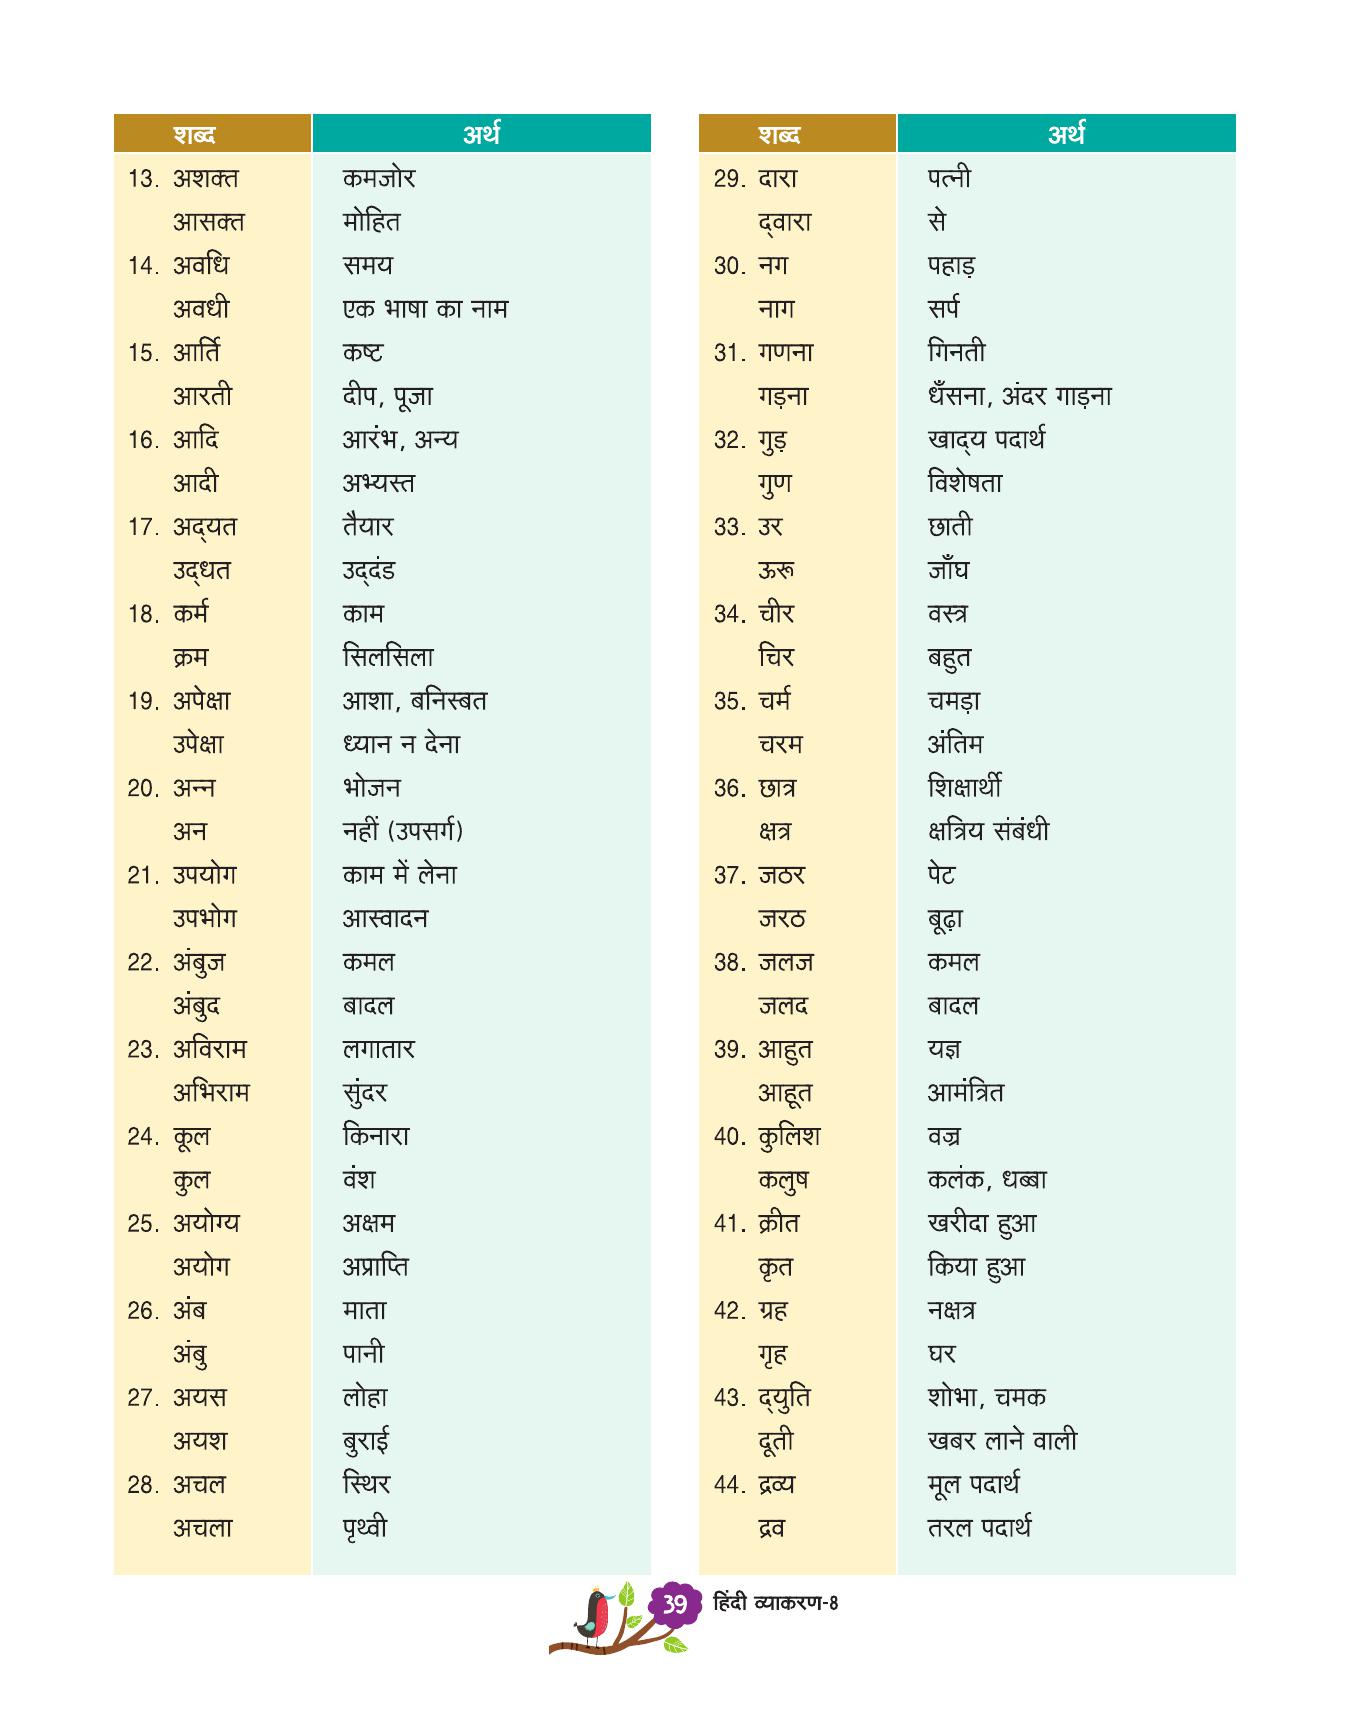 शब्द अर्थ
13. अशक्त कमजोर
आसक्त मोहित
14. अवधि समय
अवधी एक भाषा का नाम
15. आर्ति कष्ट
आरती दीप, पूजा
16. आदि आरंभ, अन्य
आदी अभ्यस्त
17. अद्‌यत तैयार
उद्‌धत उद्‌दंड
18. कर्म काम
क्रम सिलसिला
19. अपेक्षा आशा, बनिस्बत
उपेक्षा ध्यान न देना
20. अन्न भोजन
अन नहीं (उपसर्ग)
21. उपयोग काम में लेना
उपभोग आस्वादन
22. अंबुज कमल
अंबुद बादल
23. अविराम लगातार
अभिराम सुंदर
24. कूल किनारा
कुल वंश
25. अयोग्य अक्षम
अयोग अप्राप्ति
26. अंब माता
अंबु पानी
27. अयस लोहा
अयश बुराई
28. अचल स्थिर
अचला पृथ्वी
शब्द अर्थ
29. दारा पत्नी
द्‌वारा से
30. नग पहाड़
नाग सर्प
31. गणना गिनती
गड़ना धँसना, अंदर गाड़ना
32. गुड़ खाद्‌य पदार्थ
गुण विशेषता
33. उर छाती
ऊरू जाँघ
34. चीर वस्त्र
चिर बहुत
35. चर्म चमड़ा
चरम अंतिम
36. छात्र शिक्षार्थी
क्षत्र क्षत्रिय संबंधी
37. जठर पेट
जरठ बूढ़ा
38. जलज कमल
जलद बादल
39. आहुत यज्ञ
आहूत आमंत्रित
40. कुलिश वज्र
कलुष कलंक, धब्बा
41. क्रीत खरीदा हुआ
कृत किया हुआ
42. ग्रह नक्षत्र
गृह घर
43. द्‌युति शोभा, चमक
दूती खबर लाने वाली
44. द्रव्य मूल पदार्थ
द्रव तरल पदार्थ
39 हिंदी व्याकरण-8